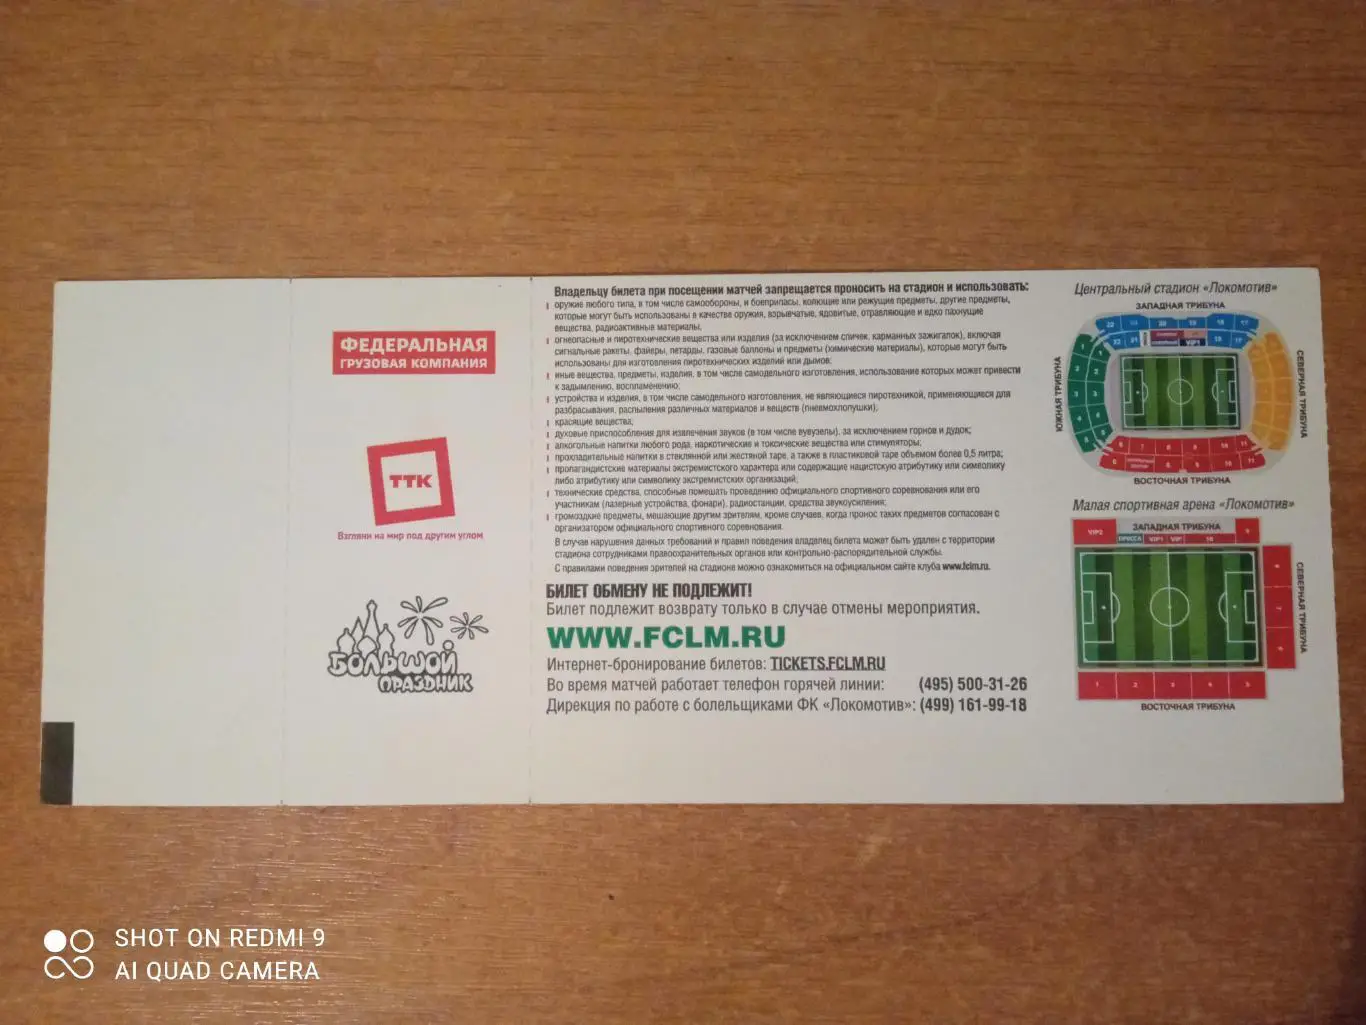 ФЕДЕРАЛЬНАЯ
ГРУЗОВАЯ КОМПАНИЯ
ТТК
Взгляни на мир под другим углом
БОЛЬШОЙ
ПРАЗДНИК
Владельцу билета при посещении матчей запрещается проносить на стадион и использовать:
оружие любого типа, в том числе самообороны, и боеприпасы, колющие или режущие предметы, другие предметы,
которые могут быть использованы в качестве оружия, взрывчатые, ядовитые, отравляющие и едко пахнущие
вещества, радиоактивные материалы,
огнеопасные и пиротехнические вещества или изделия (за исключением спичек, карманных зажигалок), включая
сигнальные ракеты, файеры, петарды, газовые баллоны и предметы (химические материалы), которые могут быть
использованы для изготовления пиротехнических изделий или дымов;
иные вещества, предметы, изделия, в том числе самодельного изготовления, использование которых может привести
к задымлению, воспламенению;
устройства и изделия, в том числе самодельного изготовления, не являющиеся пиротехникой, применяющиеся для
разбрасывания, распыления различных материалов и веществ (пневмохлопушки);
красящие вещества;
духовые приспособления для извлечения звуков (в том числе вувузелы), за исключением горнов и дудок;
алкогольные напитки любого рода, наркотические и токсические вещества или стимуляторы;
прохладительные напитки в стеклянной или жестяной таре, а также в пластиковой таре объемом более 0,5 литра;
пропагандистские материалы экстремистского характера или содержащие нацистскую атрибутику или символику
либо атрибутику или символику экстремистских организаций;
технические средства, способные помешать проведению официального спортивного соревнования или его
участникам (лазерные устройства, фонари), радиостанции, средства звукоусиления;
громоздкие предметы, мешающие другим зрителям, кроме случаев, когда пронос таких предметов согласован с
организатором официального спортивного соревнования.
В случае нарушения данных требований и правил поведения владелец билета может быть удален с территории
стадиона сотрудниками правоохранительных органов или контрольно-распорядительной службы.
С правилами поведения зрителей на стадионе можно ознакомиться на официальном сайте клуба www.fclm.ru.
БИЛЕТ ОБМЕНУ НЕ ПОДЛЕЖИТ!
Билет подлежит возврату только в случае отмены мероприятия.
WWW.FCLM.RU
Интернет-бронирование билетов: TICKETS.FCLM.RU
Во время матчей работает телефон горячей линии: (495) 500-31-26
Дирекция по работе с болельщиками ФК «Локомотив»: (499) 161-99-18
Центральный стадион «Локомотив»
ЗАПАДНАЯ ТРИБУНА
ЮЖНАЯ ТРИБУНА
СЕВЕРНАЯ ТРИБУНА
VIP1
ВОСТОЧНАЯ ТРИБУНА
Малая спортивная арена «Локомотив»
ЗАПАДНАЯ ТРИБУНА
VIP2 ПРЕССА VIP1 VIP 10 9
СЕВЕРНАЯ ТРИБУНА
8
7
6
1 2 3 4 5
ВОСТОЧНАЯ ТРИБУНА
SHOT ON REDMI 9
AI QUAD CAMERA